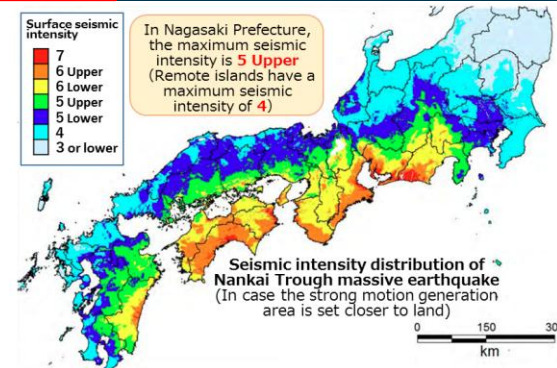 Surface seismic
intensity
7
6 Upper
6 Lower
5 Upper
5 Lower
4
3 or lower
In Nagasaki Prefecture,
the maximum seismic
intensity is 5 Upper
(Remote islands have a
maximum seismic
intensity of 4)
Seismic intensity distribution of
Nankai Trough massive earthquake
(In case the strong motion generation
area is set closer to land)
0 150 30
km